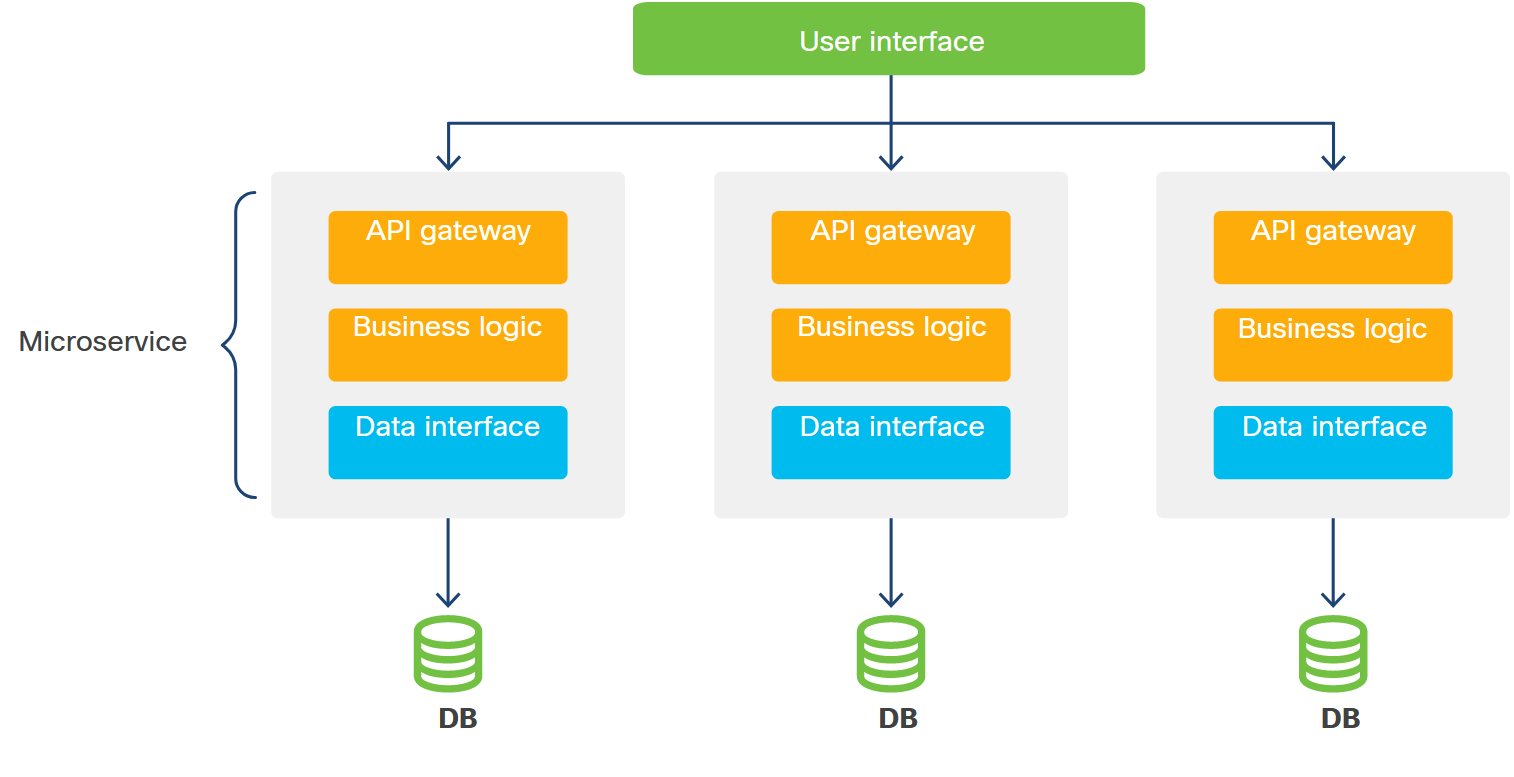 User interface
API gateway
API gateway
API gateway
Business logic
Business logic
Business logic
Microservice
Data interface
Data interface
Data interface
DB
DB
DB